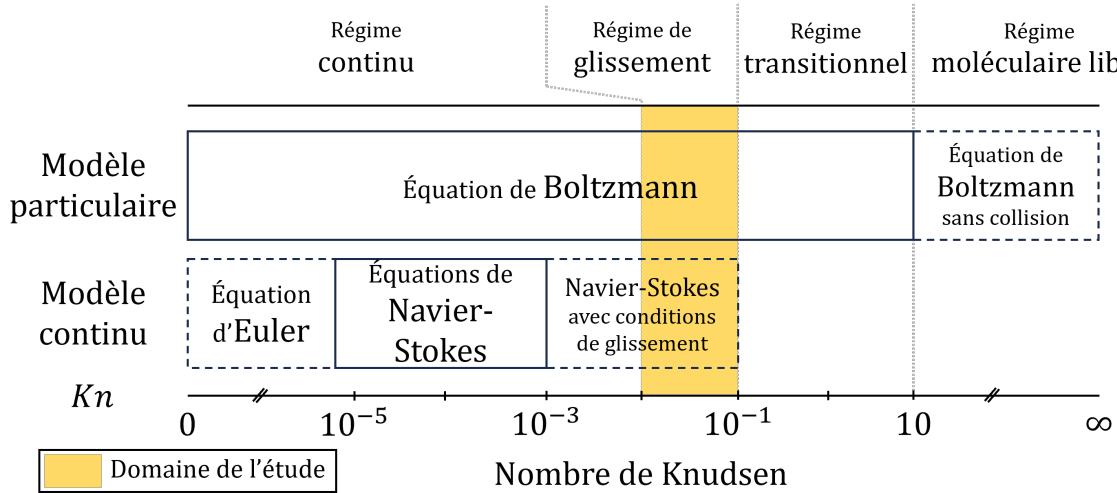 Régime
continu
Régime de
glissement
Régime
transitionnel
Régime
moléculaire lib
Modèle
particulaire
Équation de Boltzmann
Équation de
Boltzmann
sans collision
Modèle
continu
Équation
d'Euler
Équations de
Navier-
Stokes
Navier-Stokes
avec conditions
de glissement
Kn
0 10⁻⁵ 10⁻³ 10⁻¹ 10 ∞
Domaine de l'étude
Nombre de Knudsen